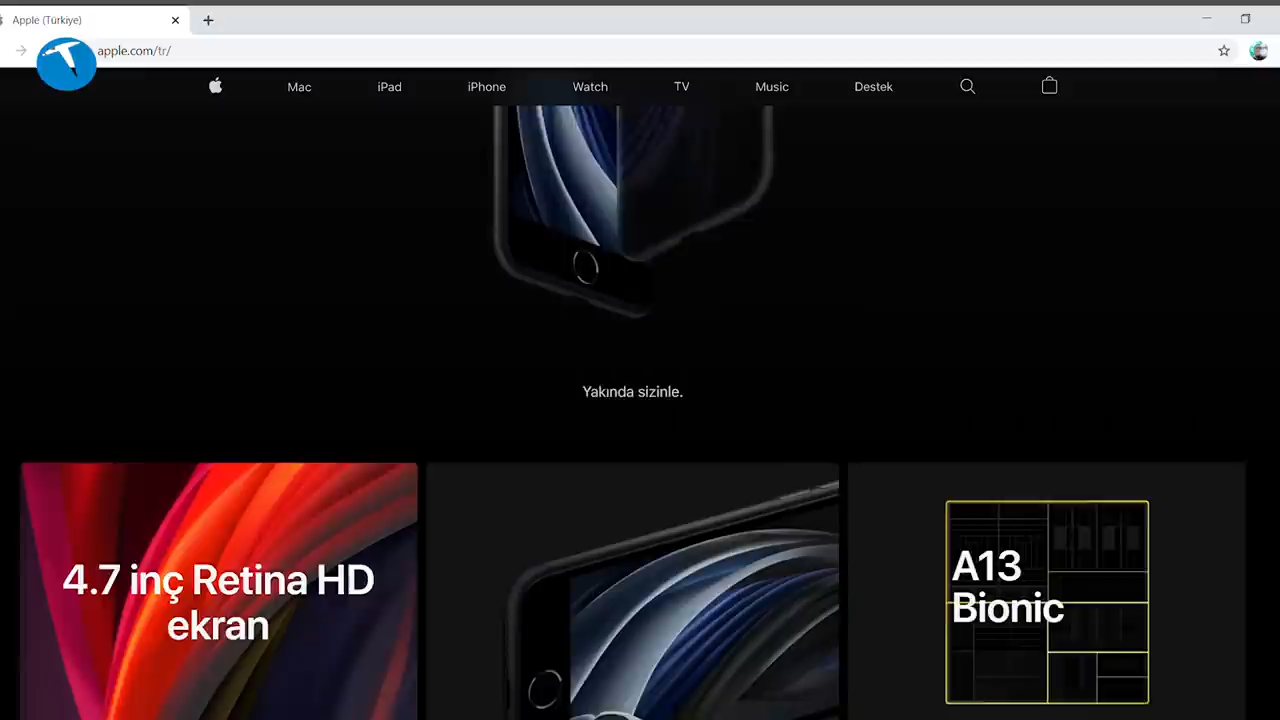 Apple (Türkiye)
apple.com/tr/
Mac iPad iPhone Watch TV Music Destek
Yakında sizinle.
4.7 inç Retina HD
ekran
A13
Bionic